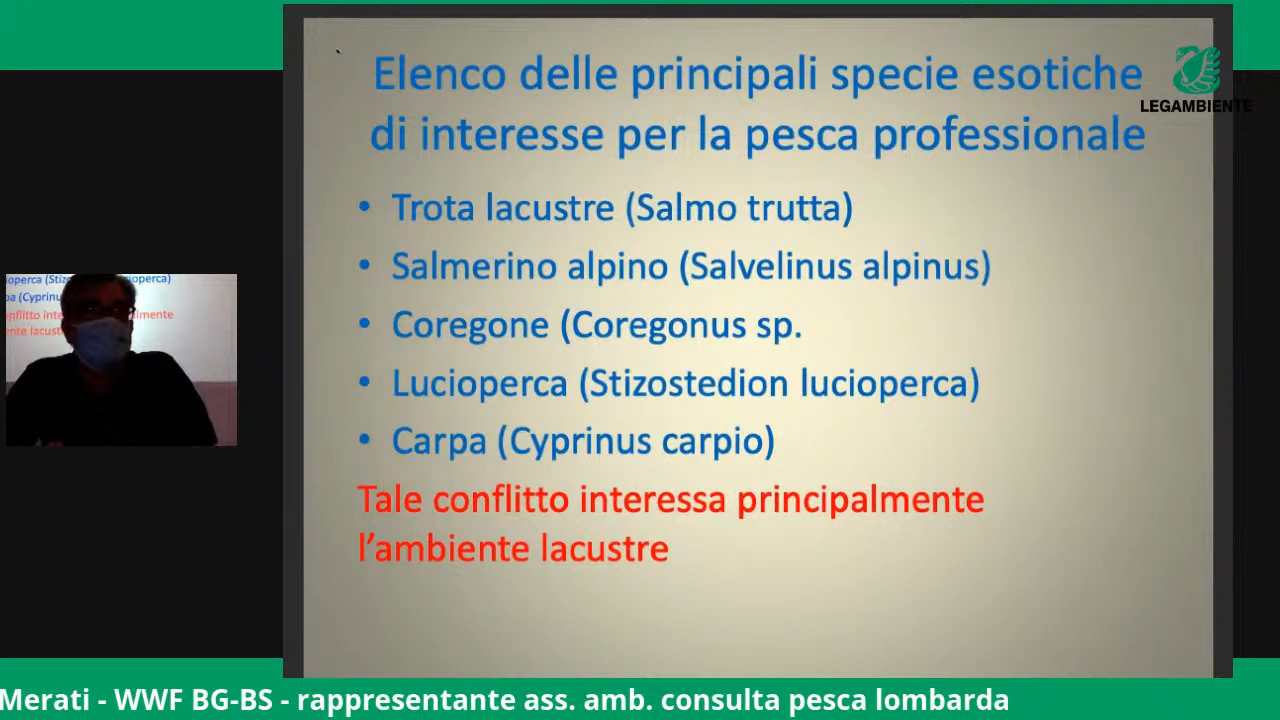 Elenco delle principali specie esotiche
di interesse per la pesca professionale
LEGAMBIENTE
• Trota lacustre (Salmo trutta)
• Salmerino alpino (Salvelinus alpinus)
• Coregone (Coregonus sp.
• Lucioperca (Stizostedion lucioperca)
• Carpa (Cyprinus carpio)
Tale conflitto interessa principalmente
l’ambiente lacustre
Merati - WWF BG-BS - rappresentante ass. amb. consulta pesca lombarda